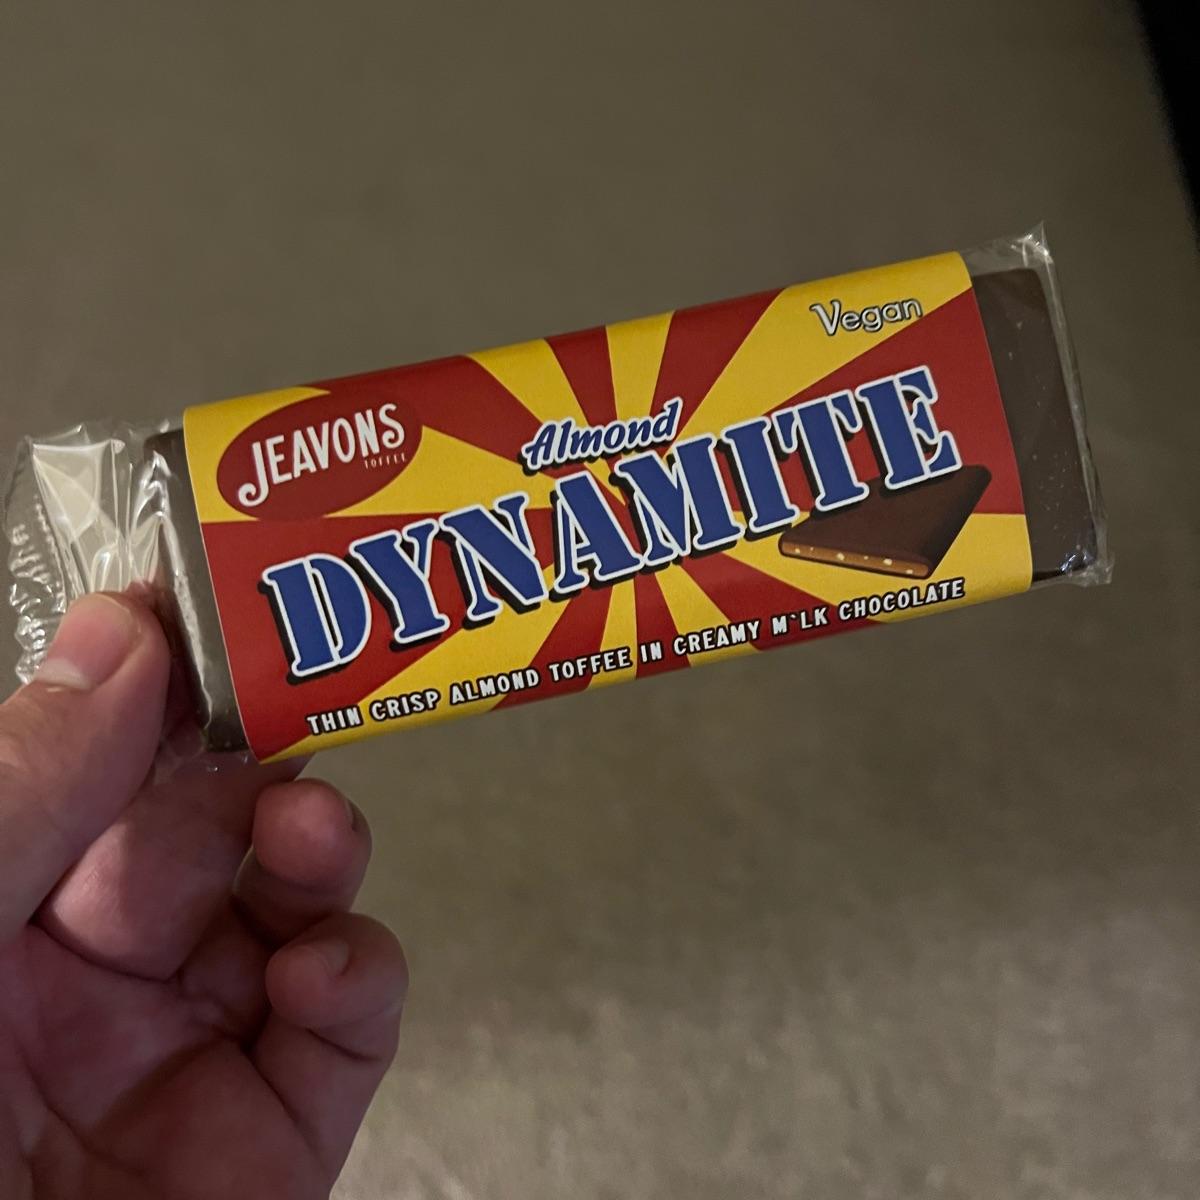 JEAVONS
TOFFEE
Vegan
Almond
DYNAMITE
THIN CRISP ALMOND TOFFEE IN CREAMY M`LK CHOCOLATE